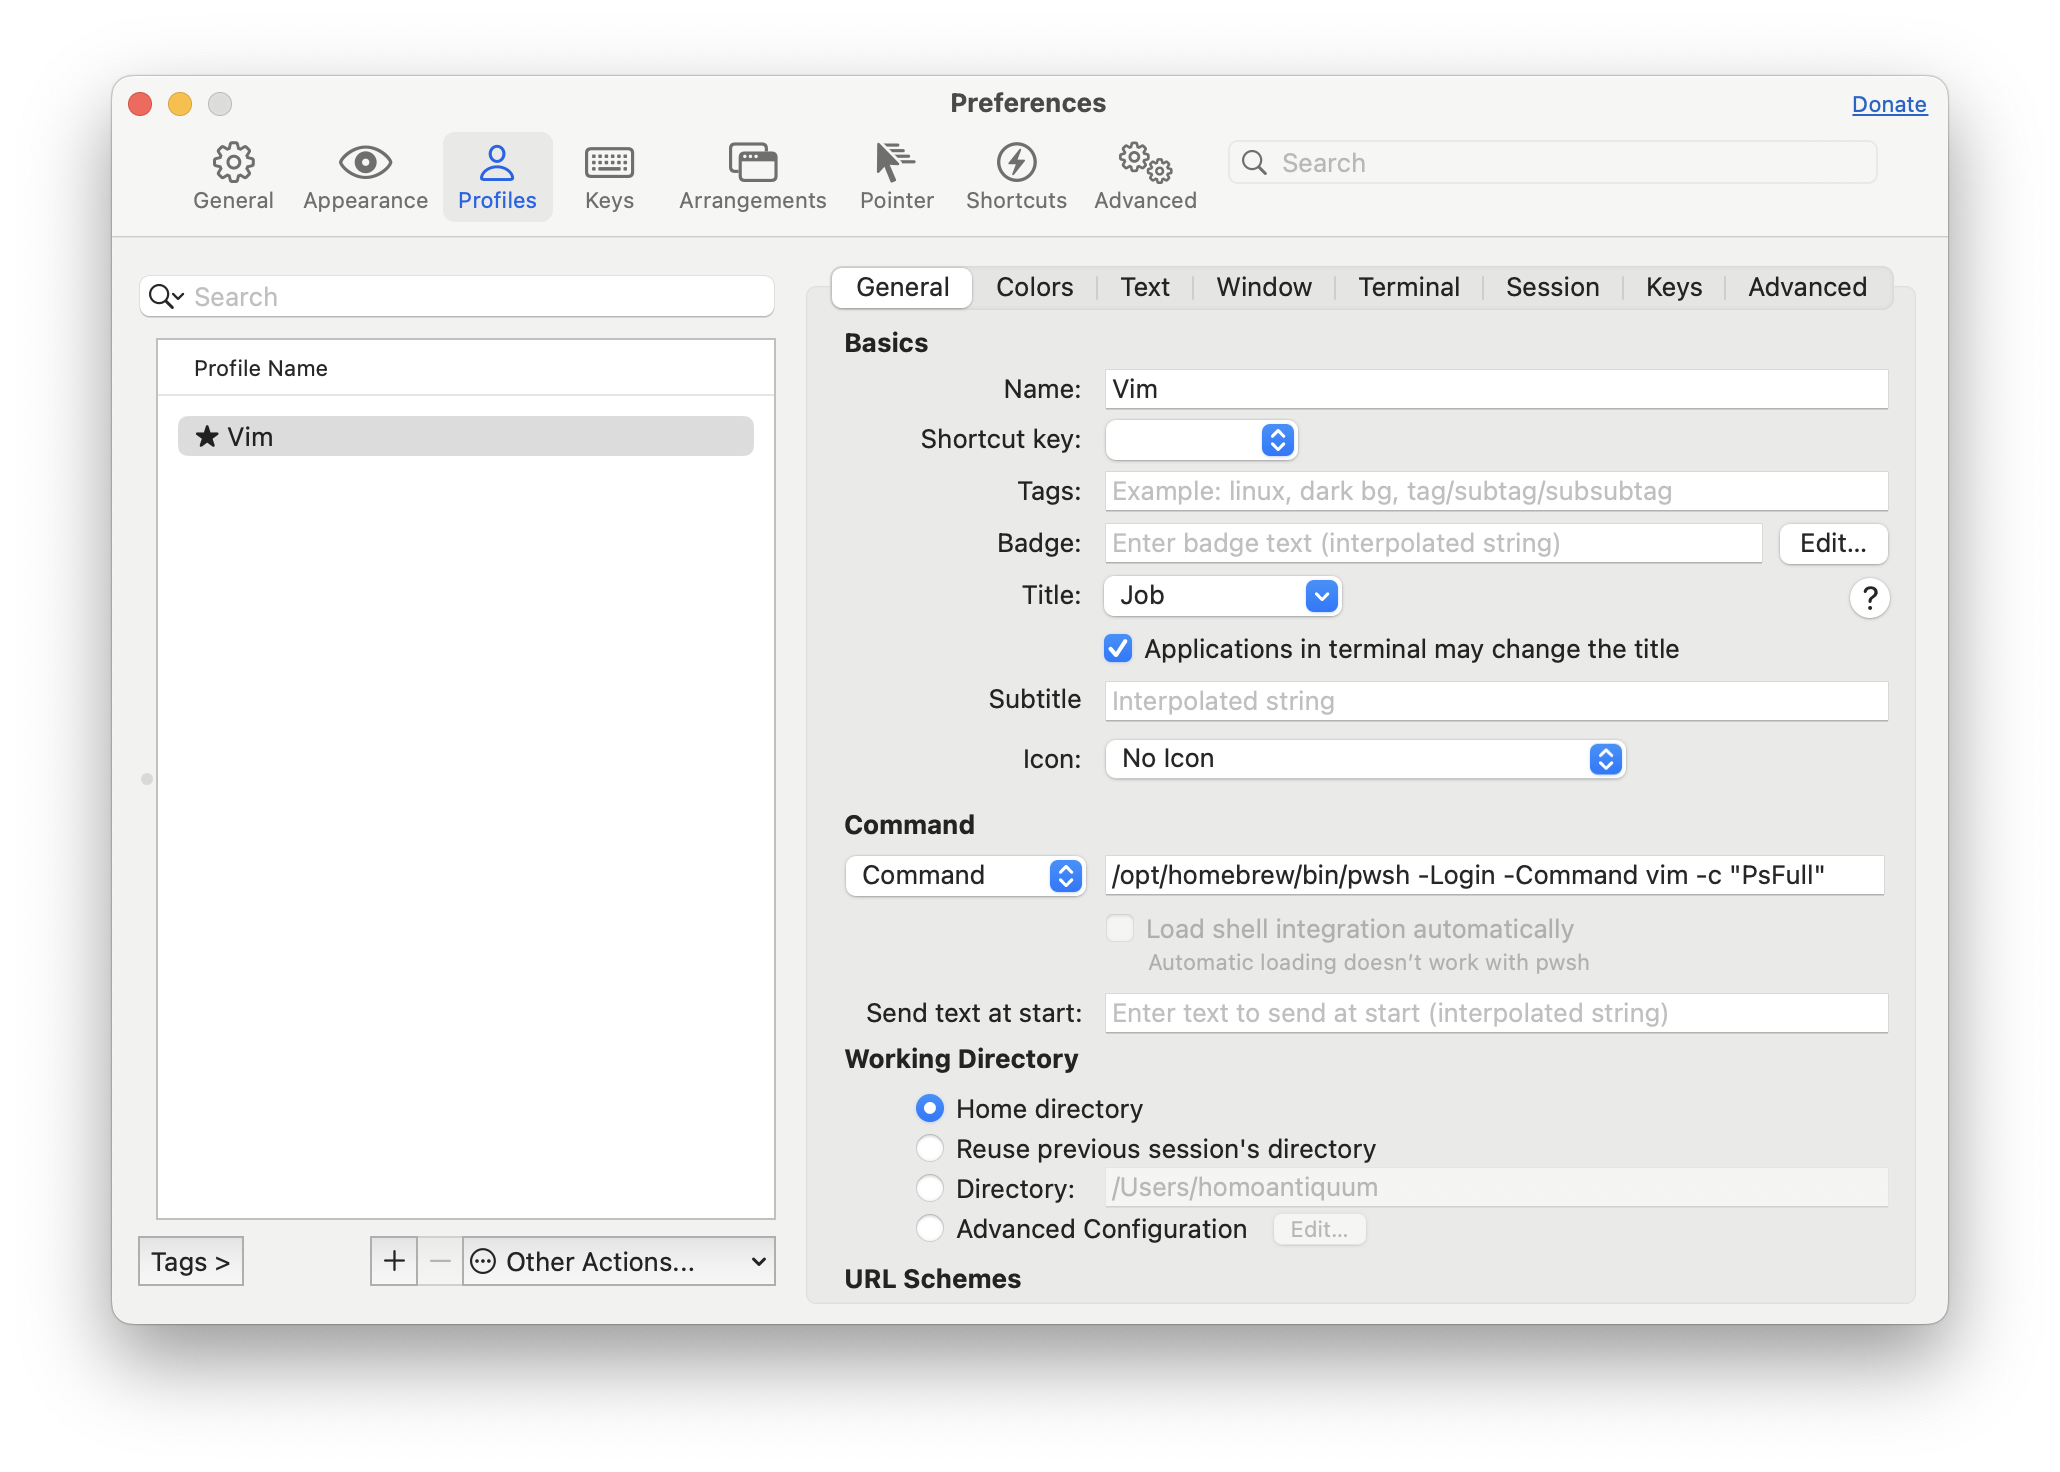 Preferences
Donate
General
Appearance
Profiles
Keys
Arrangements
Pointer
Shortcuts
Advanced
Search
Search
Profile Name
★ Vim
Tags >
+
−
Other Actions...
General
Colors
Text
Window
Terminal
Session
Keys
Advanced
Basics
Name: Vim
Shortcut key:
Tags: Example: linux, dark bg, tag/subtag/subsubtag
Badge: Enter badge text (interpolated string) Edit...
Title: Job ?
Applications in terminal may change the title
Subtitle Interpolated string
Icon: No Icon
Command
Command /opt/homebrew/bin/pwsh -Login -Command vim -c "PsFull"
Load shell integration automatically
Automatic loading doesn't work with pwsh
Send text at start: Enter text to send at start (interpolated string)
Working Directory
Home directory
Reuse previous session's directory
Directory: /Users/homoantiquum
Advanced Configuration Edit...
URL Schemes